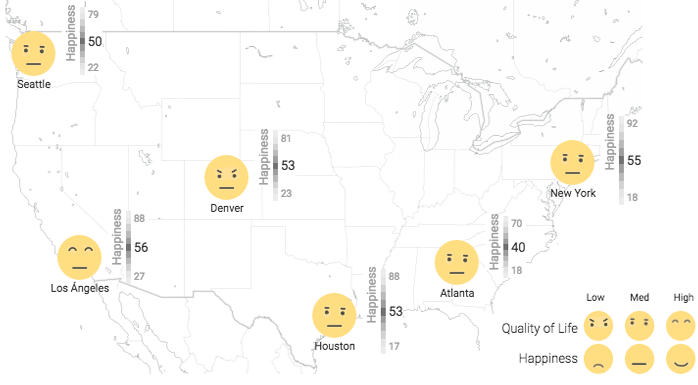 Happiness
79
50
22
Seattle
Happiness
81
53
23
Denver
Happiness
92
55
18
New York
Happiness
88
56
27
Los Ángeles
Happiness
70
40
18
Atlanta
Happiness
88
53
17
Houston
Low Med High
Quality of Life
Happiness